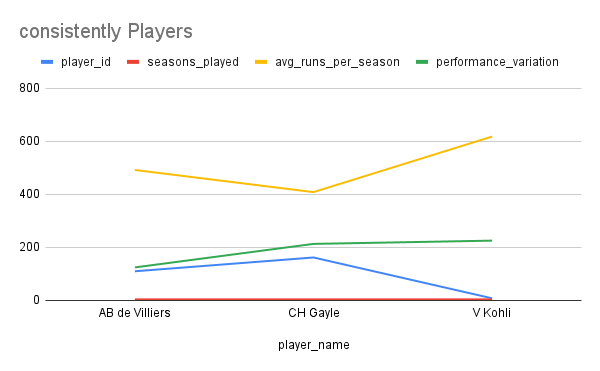 consistently Players
player_id seasons_played avg_runs_per_season performance_variation
800
600
400
200
0
AB de Villiers CH Gayle V Kohli
player_name